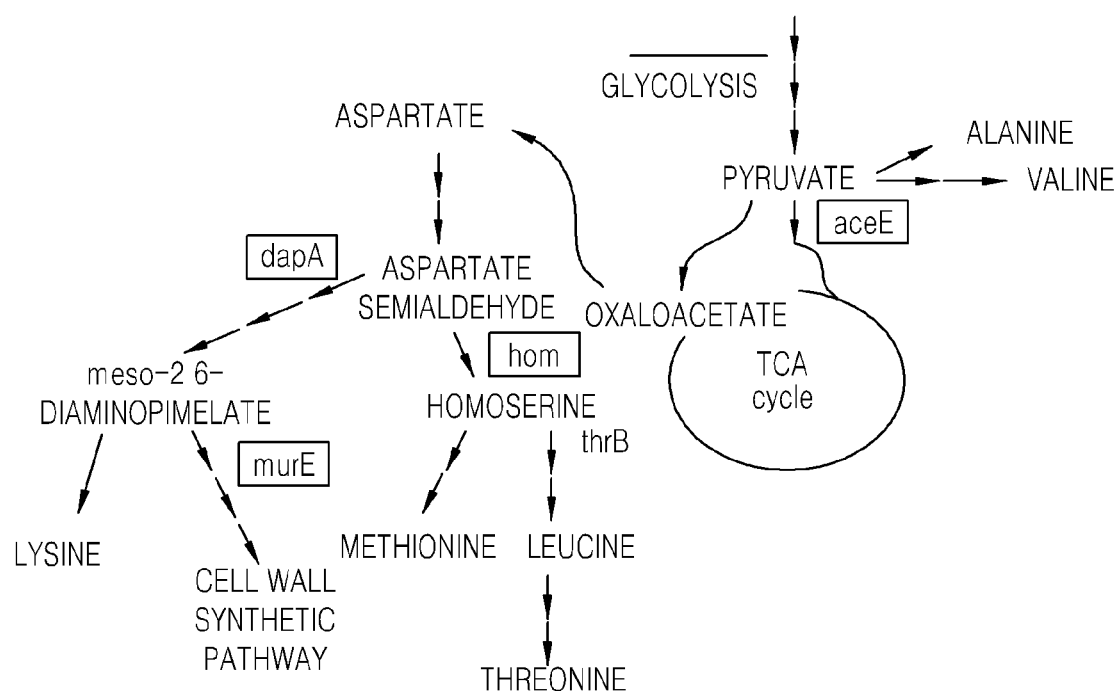 GLYCOLYSIS
ASPARTATE
ALANINE
PYRUVATE
VALINE
aceE
dapA
ASPARTATE
SEMIALDEHYDE
OXALOACETATE
hom
TCA
cycle
meso-2 6-
DIAMINOPIMELATE
HOMOSERINE
thrB
murE
LYSINE
METHIONINE
LEUCINE
CELL WALL
SYNTHETIC
PATHWAY
THREONINE